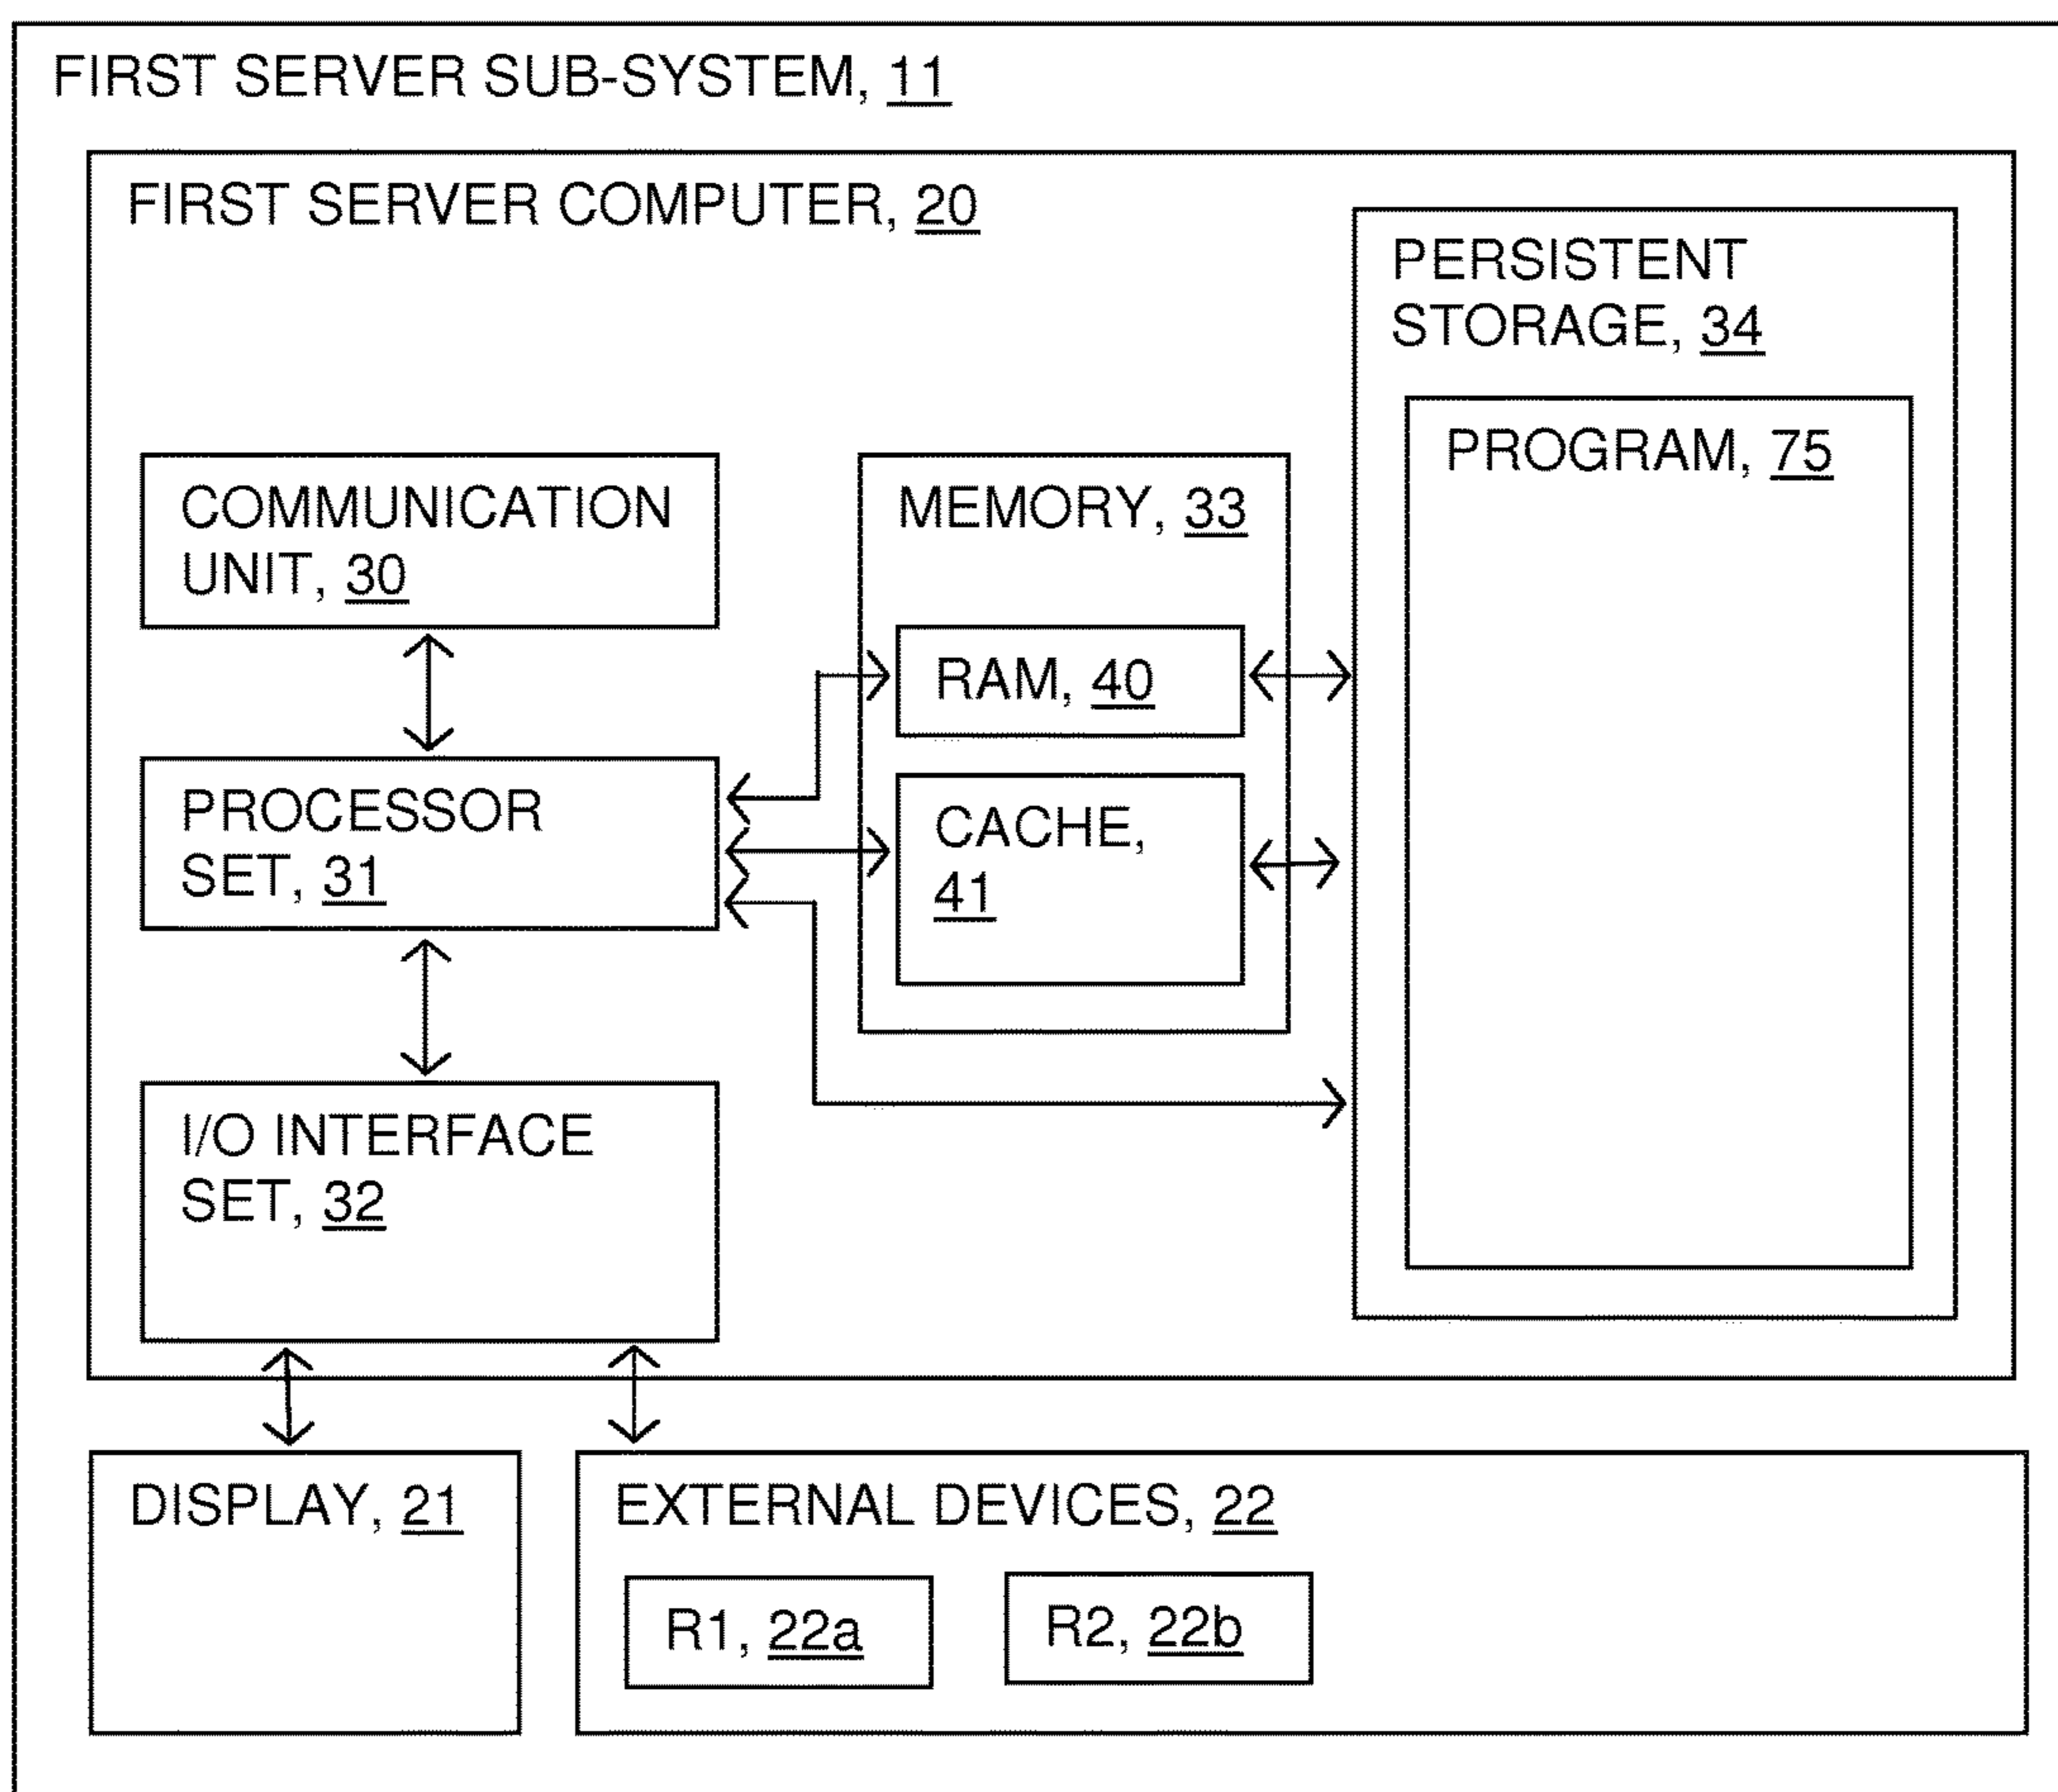 FIRST SERVER SUB-SYSTEM, 11
FIRST SERVER COMPUTER, 20
PERSISTENT
STORAGE, 34
PROGRAM, 75
COMMUNICATION
UNIT, 30
MEMORY, 33
RAM, 40
PROCESSOR
SET, 31
CACHE,
41
I/O INTERFACE
SET, 32
DISPLAY, 21
EXTERNAL DEVICES, 22
R1, 22a
R2, 22b